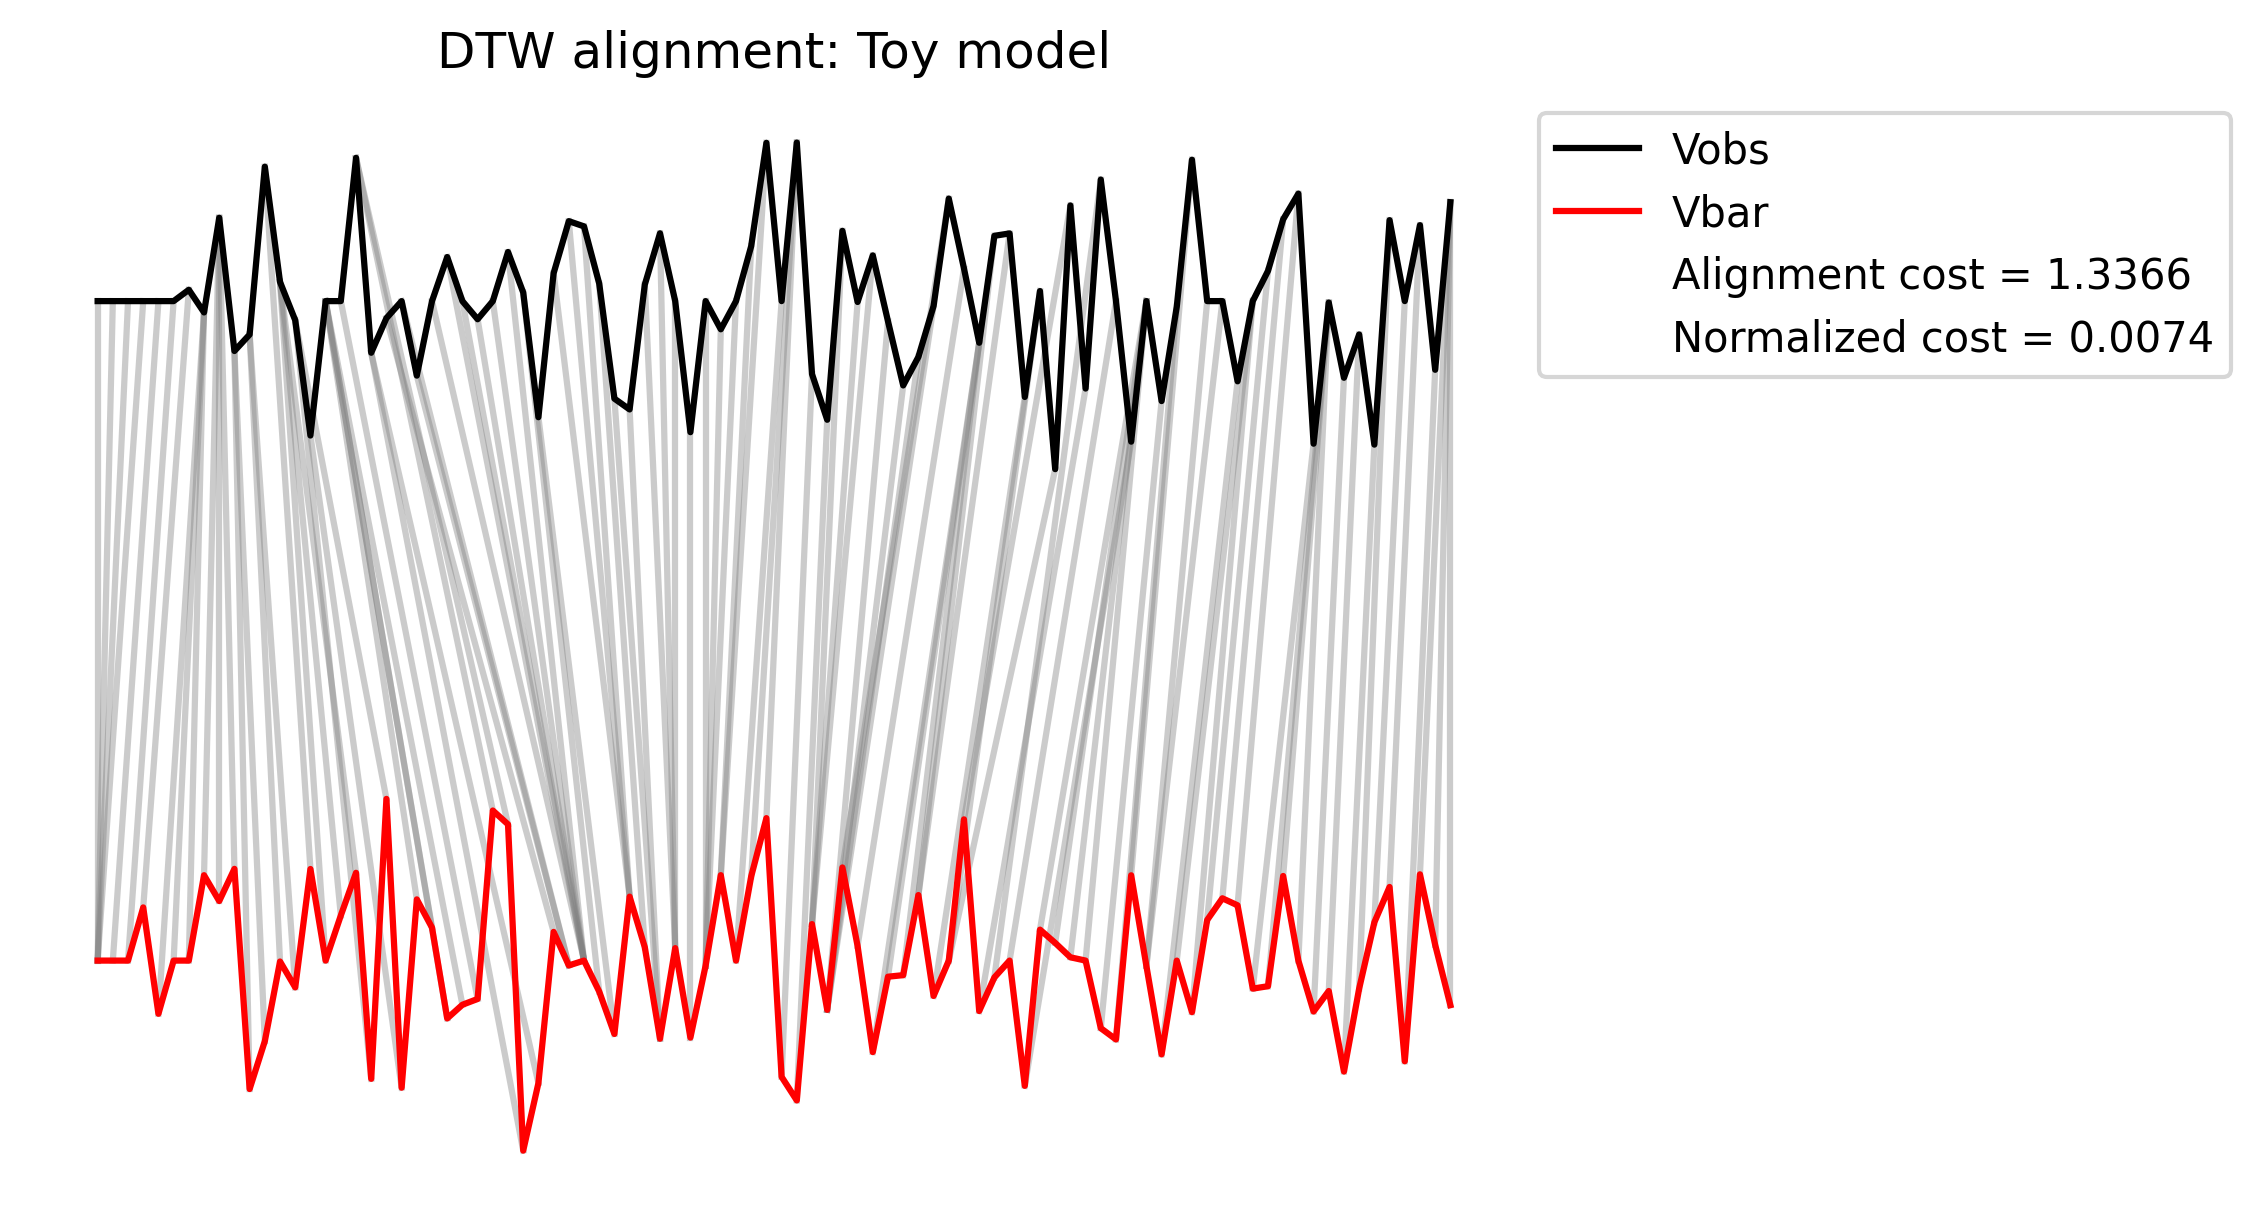 DTW alignment: Toy model
Vobs
Vbar
Alignment cost = 1.3366
Normalized cost = 0.0074